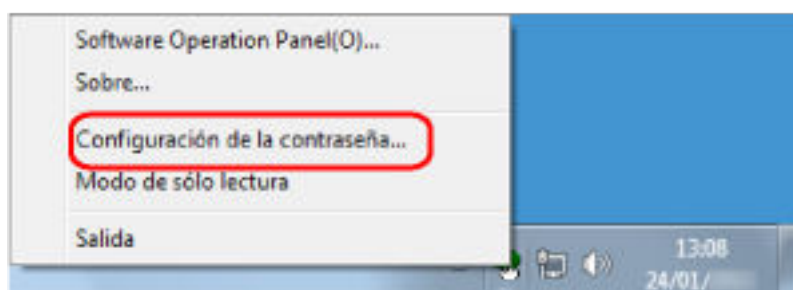 Software Operation Panel(O)...
Sobre...
Configuración de la contraseña...
Modo de sólo lectura
Salida
13:08
24/01/